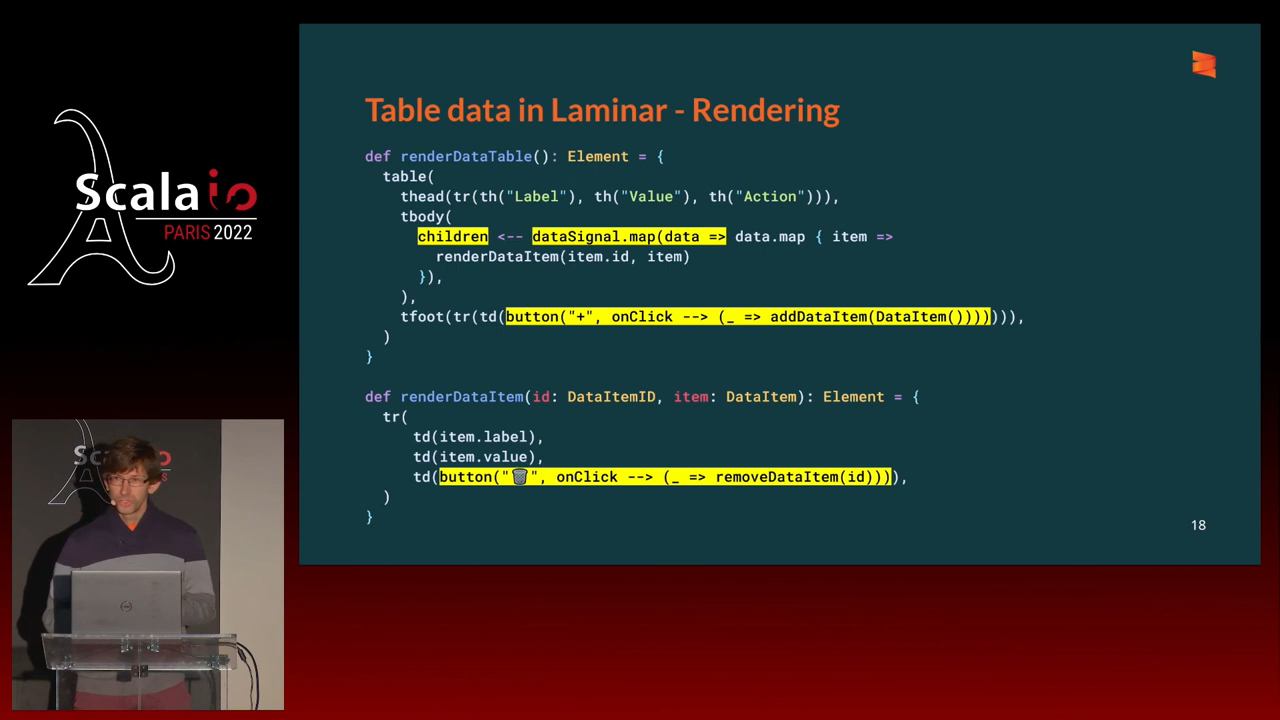 Scala io
PARIS 2022
Table data in Laminar - Rendering
def renderDataTable(): Element = {
table(
thead(tr(th("Label"), th("Value"), th("Action"))),
tbody(
children <-- dataSignal.map(data => data.map { item =>
renderDataItem(item.id, item)
}),
),
tfoot(tr(td(button("+", onClick --> (_ => addDataItem(DataItem()))))),
)
}
def renderDataItem(id: DataItemID, item: DataItem): Element = {
tr(
td(item.label),
td(item.value),
td(button("🗑️", onClick --> (_ => removeDataItem(id))),
)
}
18